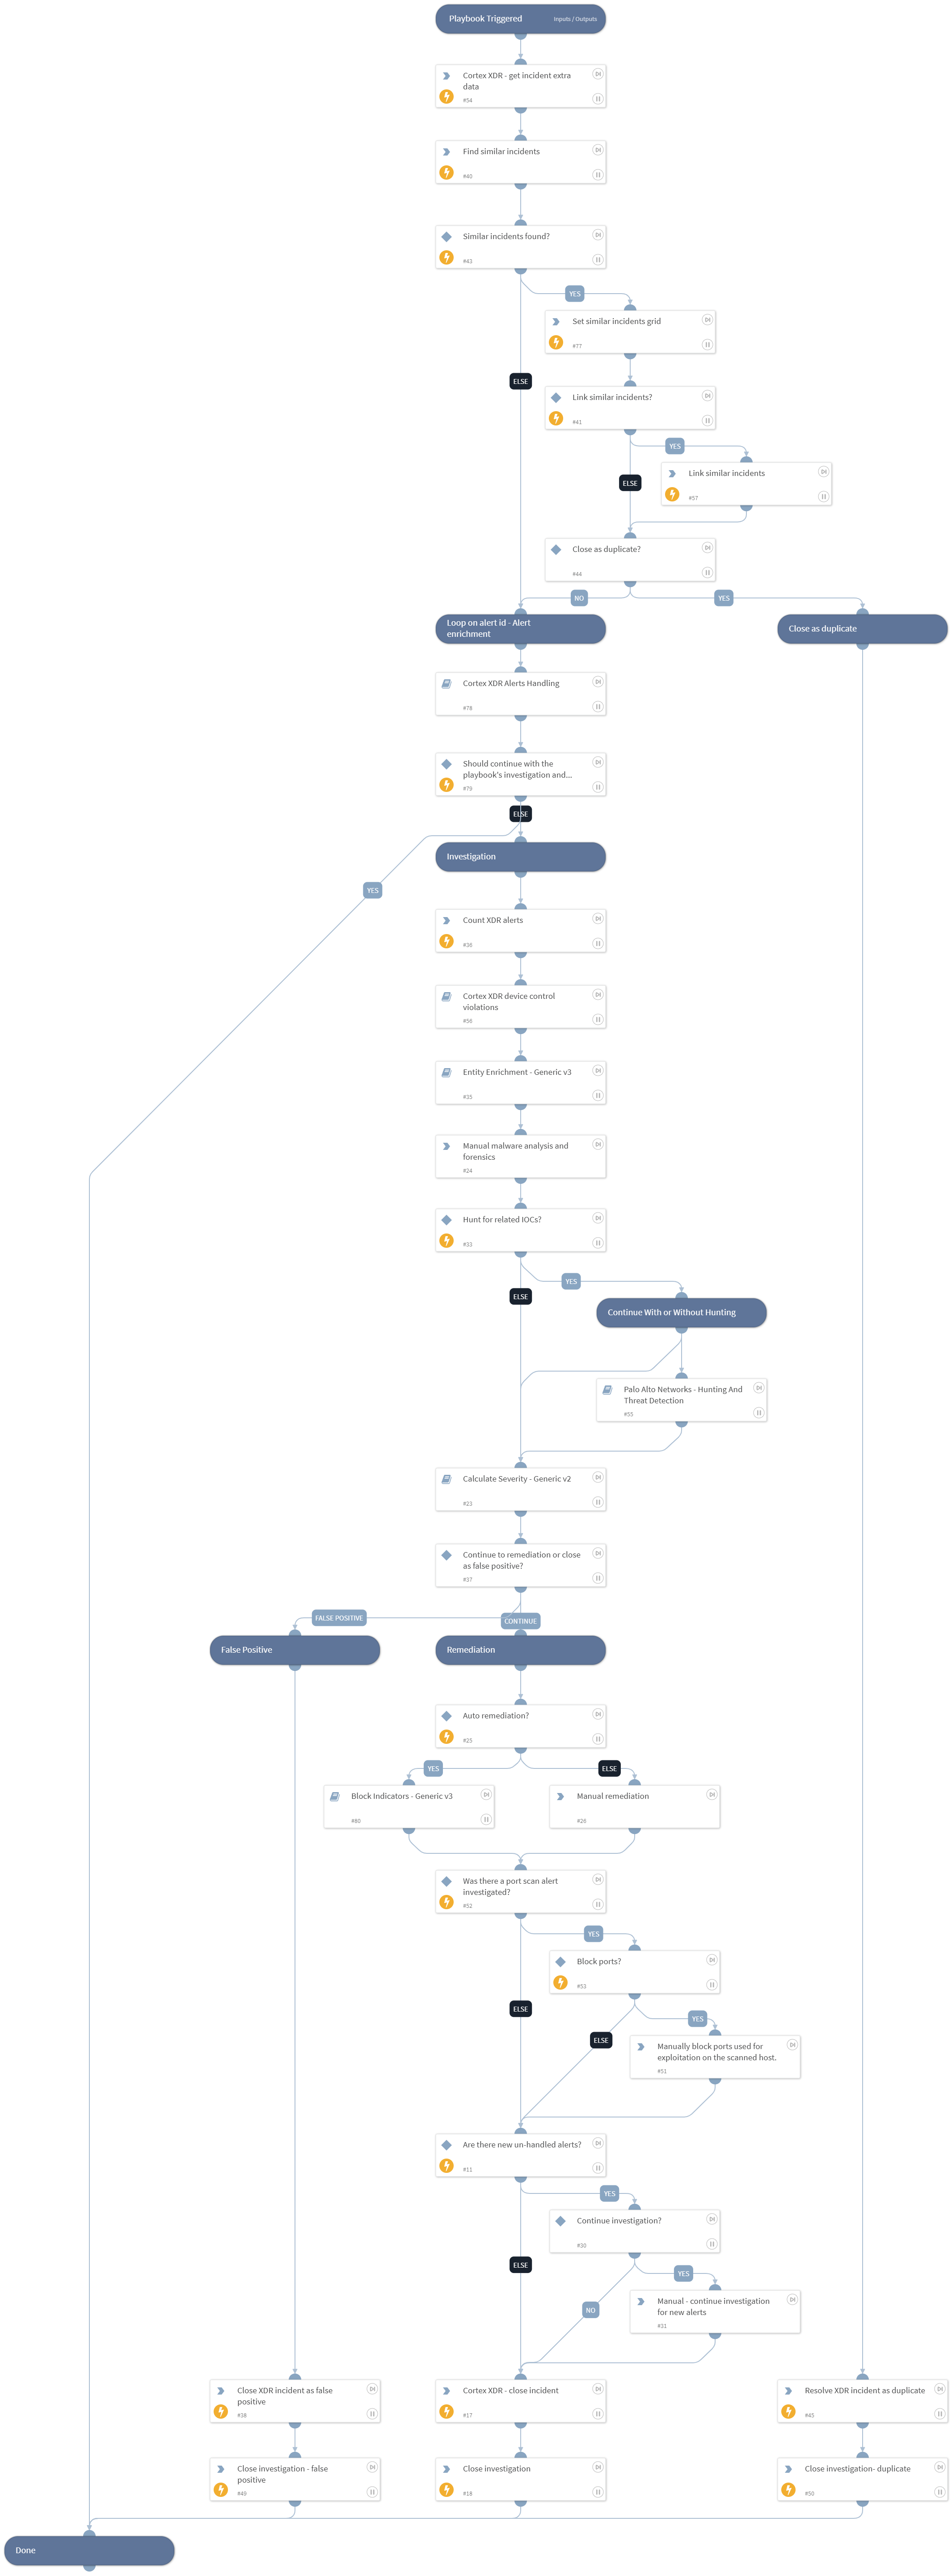 Playbook Triggered
Inputs / Outputs
Cortex XDR - get incident extra
data
#54
Find similar incidents
#40
Similar incidents found?
#42
YES
Set similar incidents grid
#77
ELSE
Link similar incidents?
#41
YES
Link similar incidents
#57
ELSE
Close as duplicate?
#44
NO
YES
Loop on alert id - Alert
enrichment
Close as duplicate
Cortex XDR Alerts Handling
#78
Should continue with the
playbook's investigation and...
#79
ELSE
Investigation
YES
Count XDR alerts
#36
Cortex XDR device control
violations
#56
Entity Enrichment - Generic v3
#35
Manual malware analysis and
forensics
#24
Hunt for related IOCs?
#33
YES
ELSE
Continue With or Without Hunting
Palo Alto Networks - Hunting And
Threat Detection
#55
Calculate Severity - Generic v2
#23
Continue to remediation or close
as false positive?
#37
FALSE POSITIVE
CONTINUE
False Positive
Remediation
Auto remediation?
#25
YES
ELSE
Block Indicators - Generic v3
#80
Manual remediation
#26
Was there a port scan alert
investigated?
#52
YES
Block ports?
#53
ELSE
YES
ELSE
Manually block ports used for
exploitation on the scanned host.
#51
Are there new un-handled alerts?
#11
YES
Continue investigation?
#30
ELSE
YES
NO
Manual - continue investigation
for new alerts
#31
Close XDR incident as false
positive
#38
Cortex XDR - close incident
#17
Resolve XDR incident as duplicate
#45
Close investigation - false
positive
#49
Close investigation
#18
Close investigation- duplicate
#50
Done